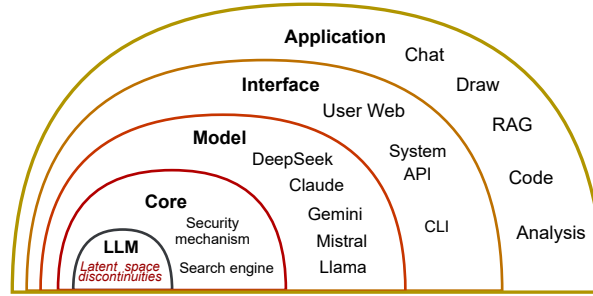 Application
Chat
Draw
RAG
Code
Analysis
Interface
User Web
System
API
CLI
Model
DeepSeek
Claude
Gemini
Mistral
Llama
Core
Security
mechanism
Search engine
LLM
Latent space
discontinuities